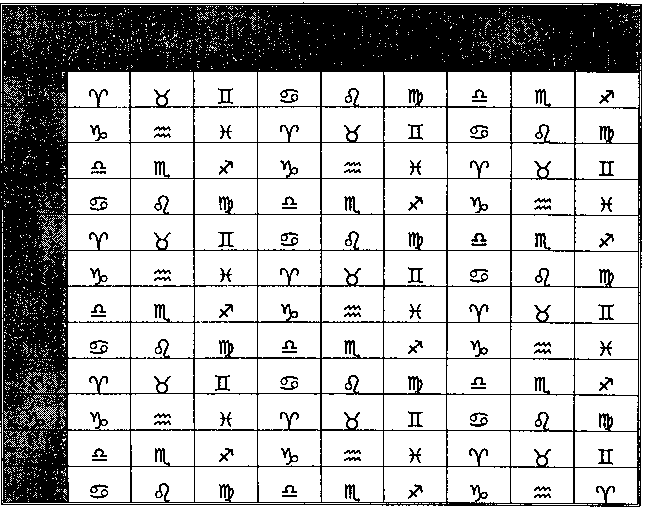 ♈ ♉ ♊ ♋ ♌ ♍ ♎ ♏ ♐
♑ ♒ ♓ ♈ ♉ ♊ ♋ ♌ ♍
♎ ♏ ♐ ♑ ♒ ♓ ♈ ♉ ♊
♋ ♌ ♍ ♎ ♏ ♐ ♑ ♒ ♓
♈ ♉ ♊ ♋ ♌ ♍ ♎ ♏ ♐
♑ ♒ ♓ ♈ ♉ ♊ ♋ ♌ ♍
♎ ♏ ♐ ♑ ♒ ♓ ♈ ♉ ♊
♋ ♌ ♍ ♎ ♏ ♐ ♑ ♒ ♓
♈ ♉ ♊ ♋ ♌ ♍ ♎ ♏ ♐
♑ ♒ ♓ ♈ ♉ ♊ ♋ ♌ ♍
♎ ♏ ♐ ♑ ♒ ♓ ♈ ♉ ♊
♋ ♌ ♍ ♎ ♏ ♐ ♑ ♒ ♈